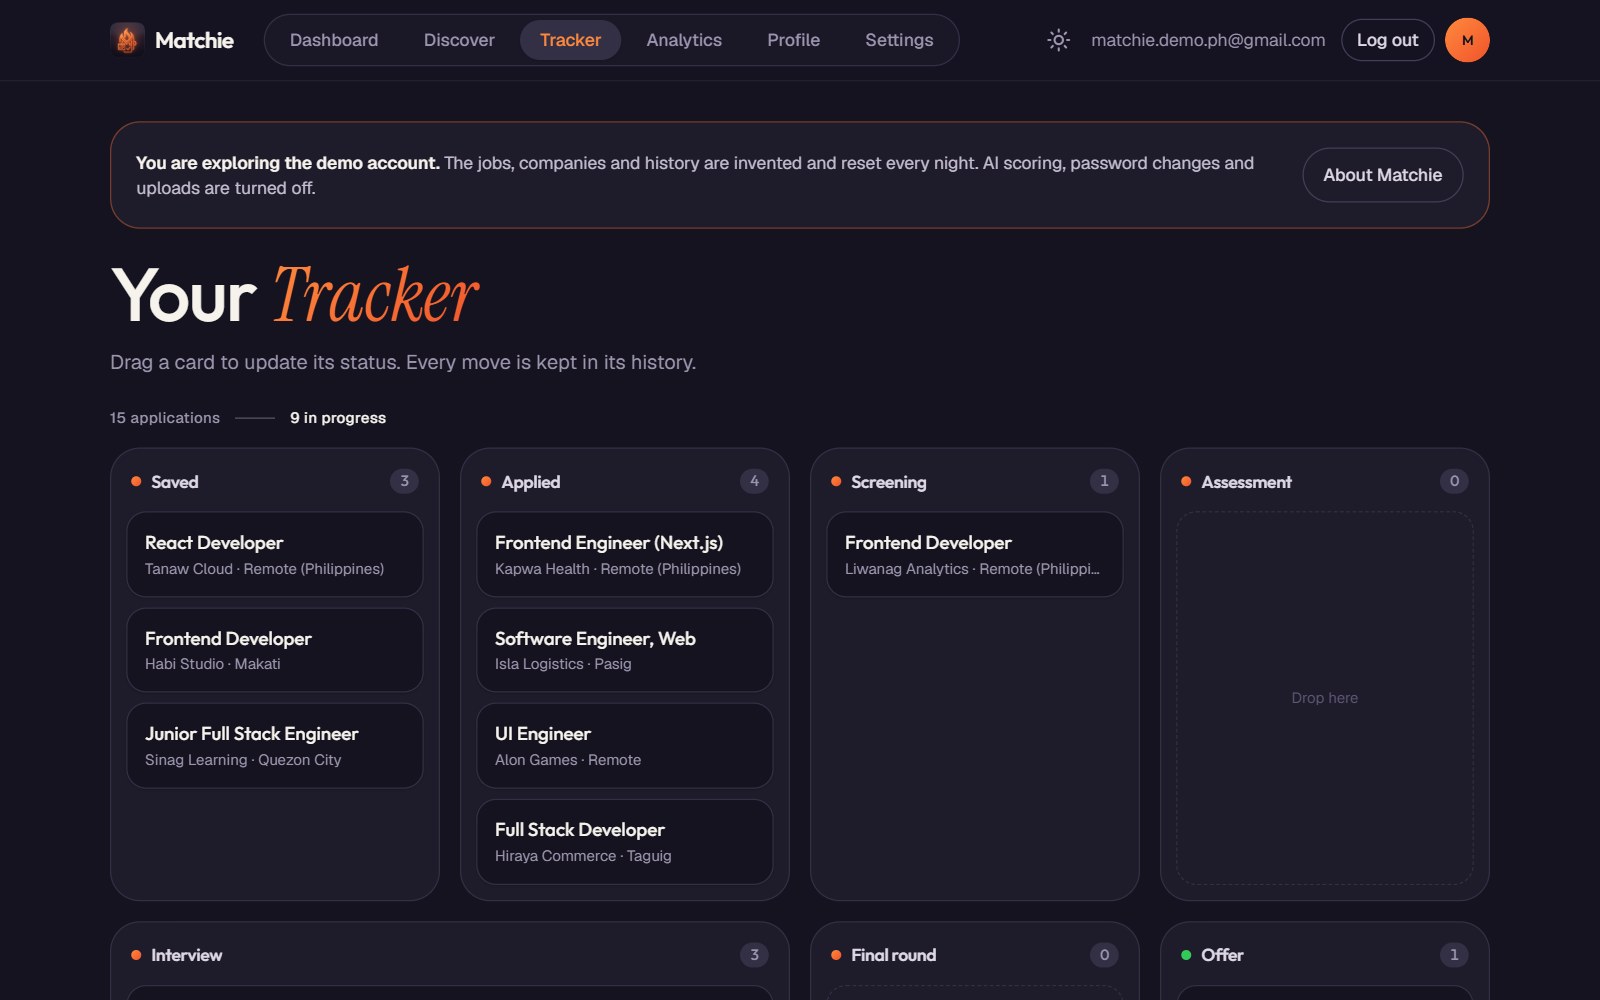 Matchie
Dashboard
Discover
Tracker
Analytics
Profile
Settings
matchie.demo.ph@gmail.com
Log out
M
You are exploring the demo account. The jobs, companies and history are invented and reset every night. AI scoring, password changes and
uploads are turned off.
About Matchie
Your Tracker
Drag a card to update its status. Every move is kept in its history.
15 applications
9 in progress
Saved
3
React Developer
Tanaw Cloud · Remote (Philippines)
Frontend Developer
Habi Studio · Makati
Junior Full Stack Engineer
Sinag Learning · Quezon City
Applied
4
Frontend Engineer (Next.js)
Kapwa Health · Remote (Philippines)
Software Engineer, Web
Isla Logistics · Pasig
UI Engineer
Alon Games · Remote
Full Stack Developer
Hiraya Commerce · Taguig
Screening
1
Frontend Developer
Liwanag Analytics · Remote (Philippi...
Assessment
0
Drop here
Interview
3
Final round
0
Offer
1